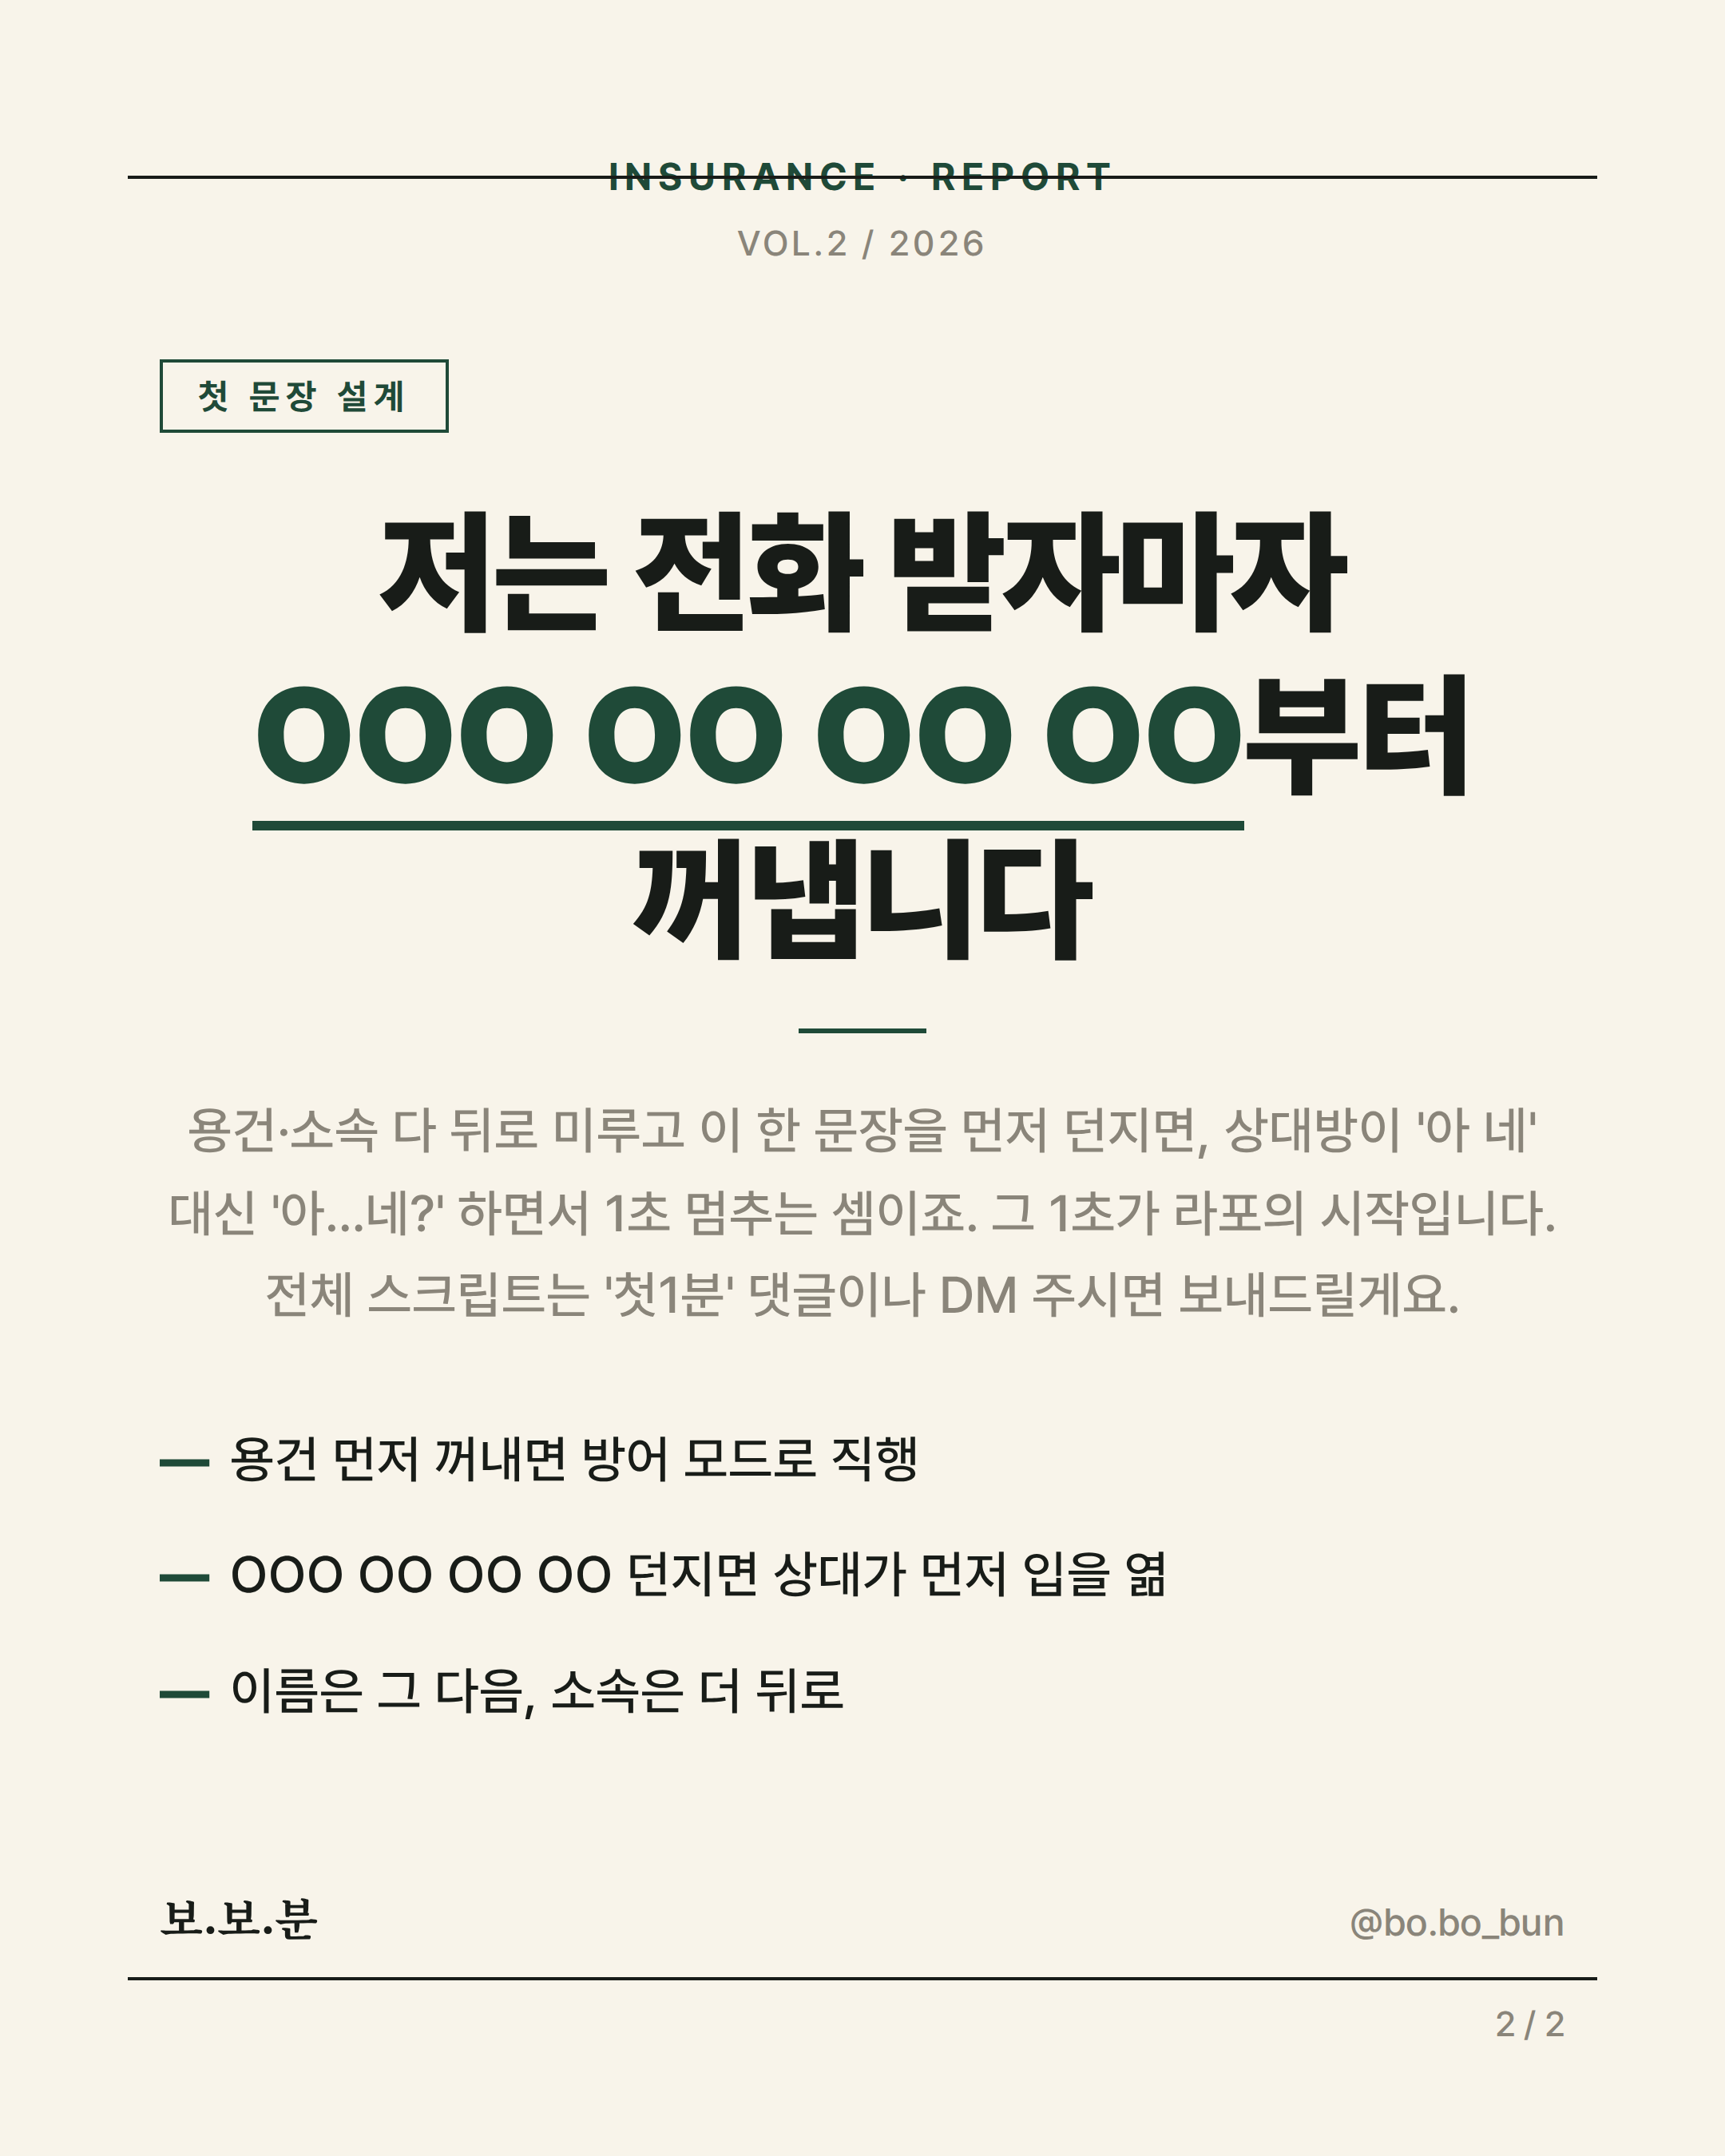 INSURANCE · REPORT
VOL.2 / 2026
첫 문장 설계
저는 전화 받자마자
OOO OO OO OO부터
꺼냅니다
용건·소속 다 뒤로 미루고 이 한 문장을 먼저 던지면, 상대방이 '아 네'
대신 '아...네?' 하면서 1초 멈추는 셈이죠. 그 1초가 라포의 시작입니다.
전체 스크립트는 '첫1분' 댓글이나 DM 주시면 보내드릴게요.
— 용건 먼저 꺼내면 방어 모드로 직행
— OOO OO OO OO 던지면 상대가 먼저 입을 엶
— 이름은 그 다음, 소속은 더 뒤로
보.보.분
@bo.bo_bun
2 / 2